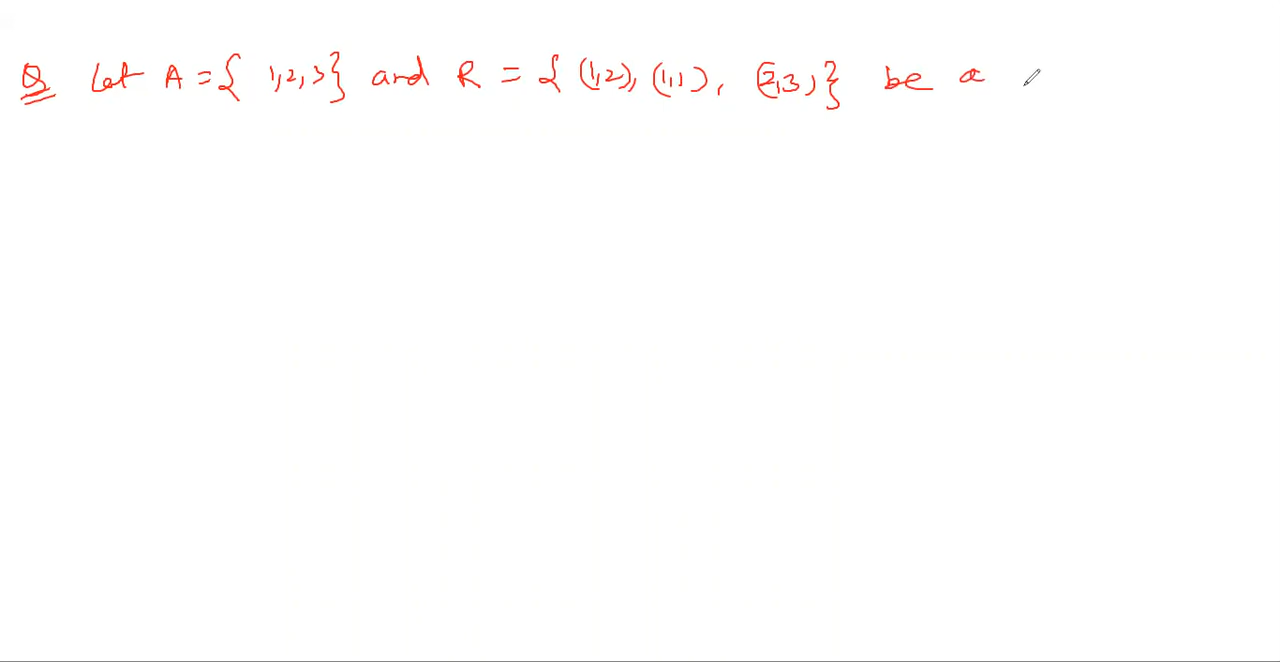 Q Let A = { 1,2,3} and R = { (1,2), (1,1), (2,3)} be a